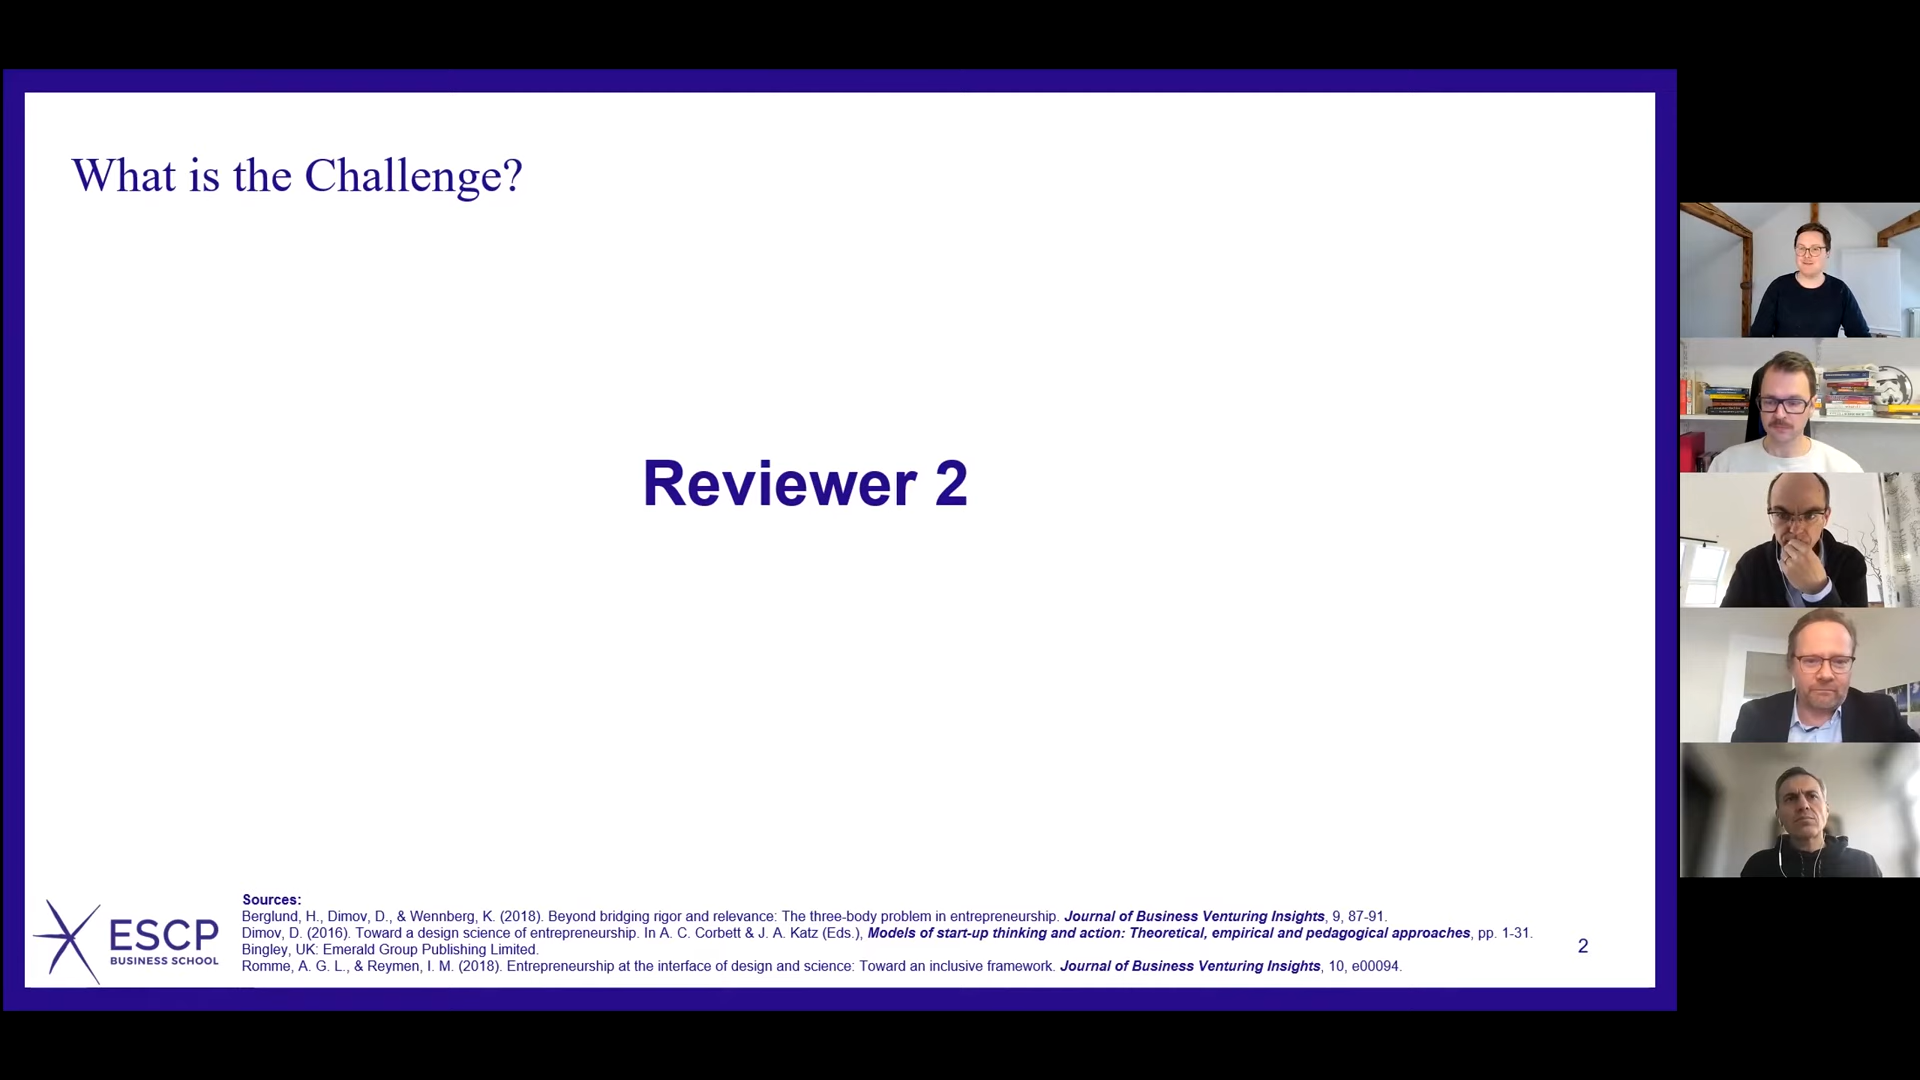 What is the Challenge?
Reviewer 2
Sources:
Berglund, H., Dimov, D., & Wennberg, K. (2018). Beyond bridging rigor and relevance: The three-body problem in entrepreneurship. Journal of Business Venturing Insights, 9, 87-91.
Dimov, D. (2016). Toward a design science of entrepreneurship. In A. C. Corbett & J. A. Katz (Eds.), Models of start-up thinking and action: Theoretical, empirical and pedagogical approaches, pp. 1-31.
Bingley, UK: Emerald Group Publishing Limited.
Romme, A. G. L., & Reymen, I. M. (2018). Entrepreneurship at the interface of design and science: Toward an inclusive framework. Journal of Business Venturing Insights, 10, e00094.
ESCP
BUSINESS SCHOOL
2